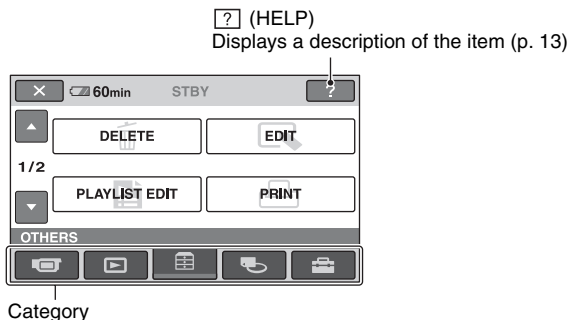 ? (HELP)
Displays a description of the item (p. 13)
60min STBY ?
DELETE EDIT
1/2
PLAYLIST EDIT PRINT
OTHERS
Category